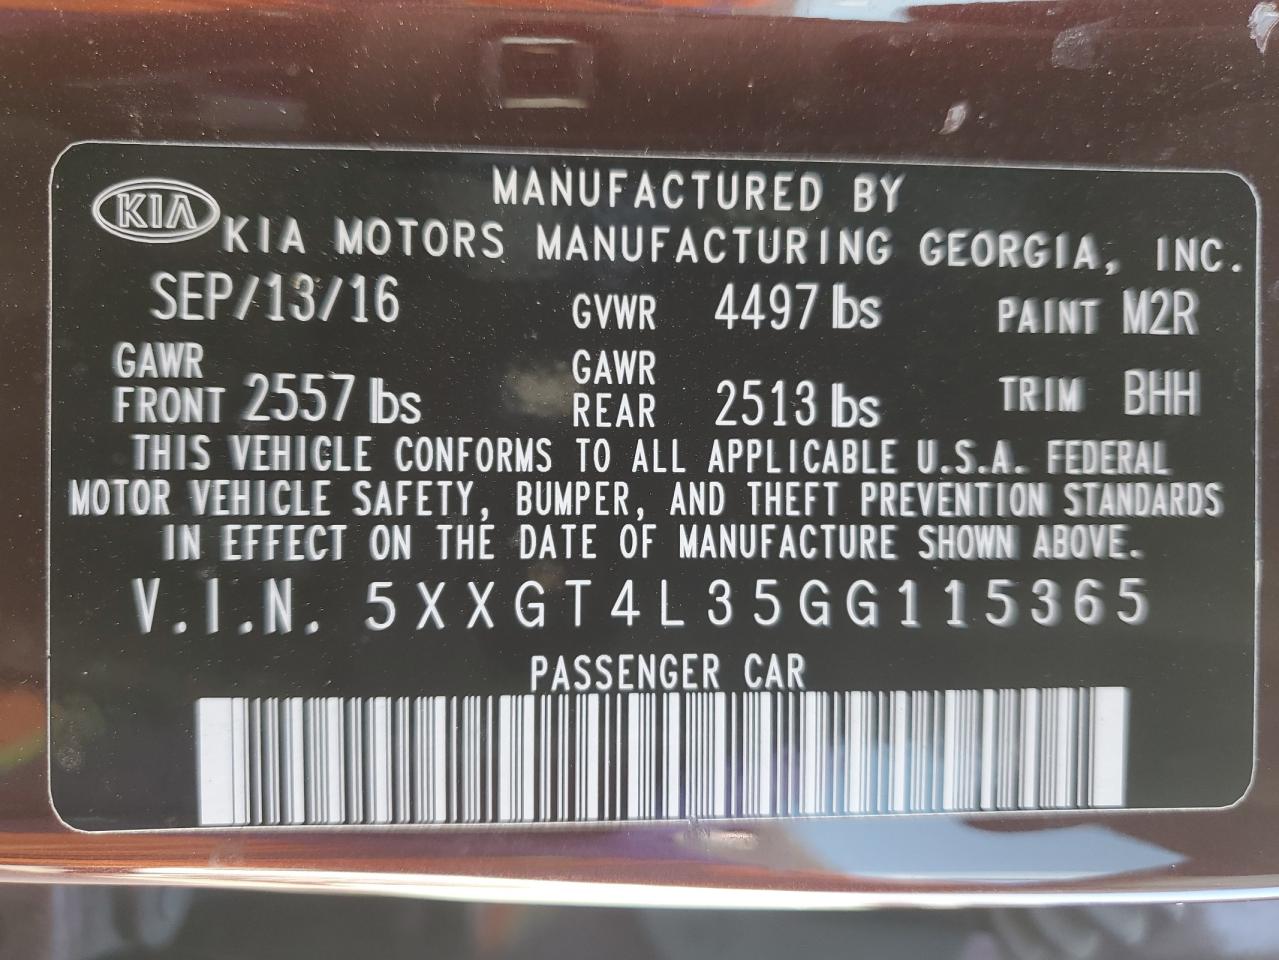 MANUFACTURED BY
KIA KIA MOTORS MANUFACTURING GEORGIA, INC.
SEP/13/16 GVWR 4497 lbs PAINT M2R
GAWR FRONT 2557 lbs GAWR REAR 2513 lbs TRIM BHH
THIS VEHICLE CONFORMS TO ALL APPLICABLE U.S.A. FEDERAL
MOTOR VEHICLE SAFETY, BUMPER, AND THEFT PREVENTION STANDARDS
IN EFFECT ON THE DATE OF MANUFACTURE SHOWN ABOVE.
V.I.N. 5XXGT4L35GG115365
PASSENGER CAR